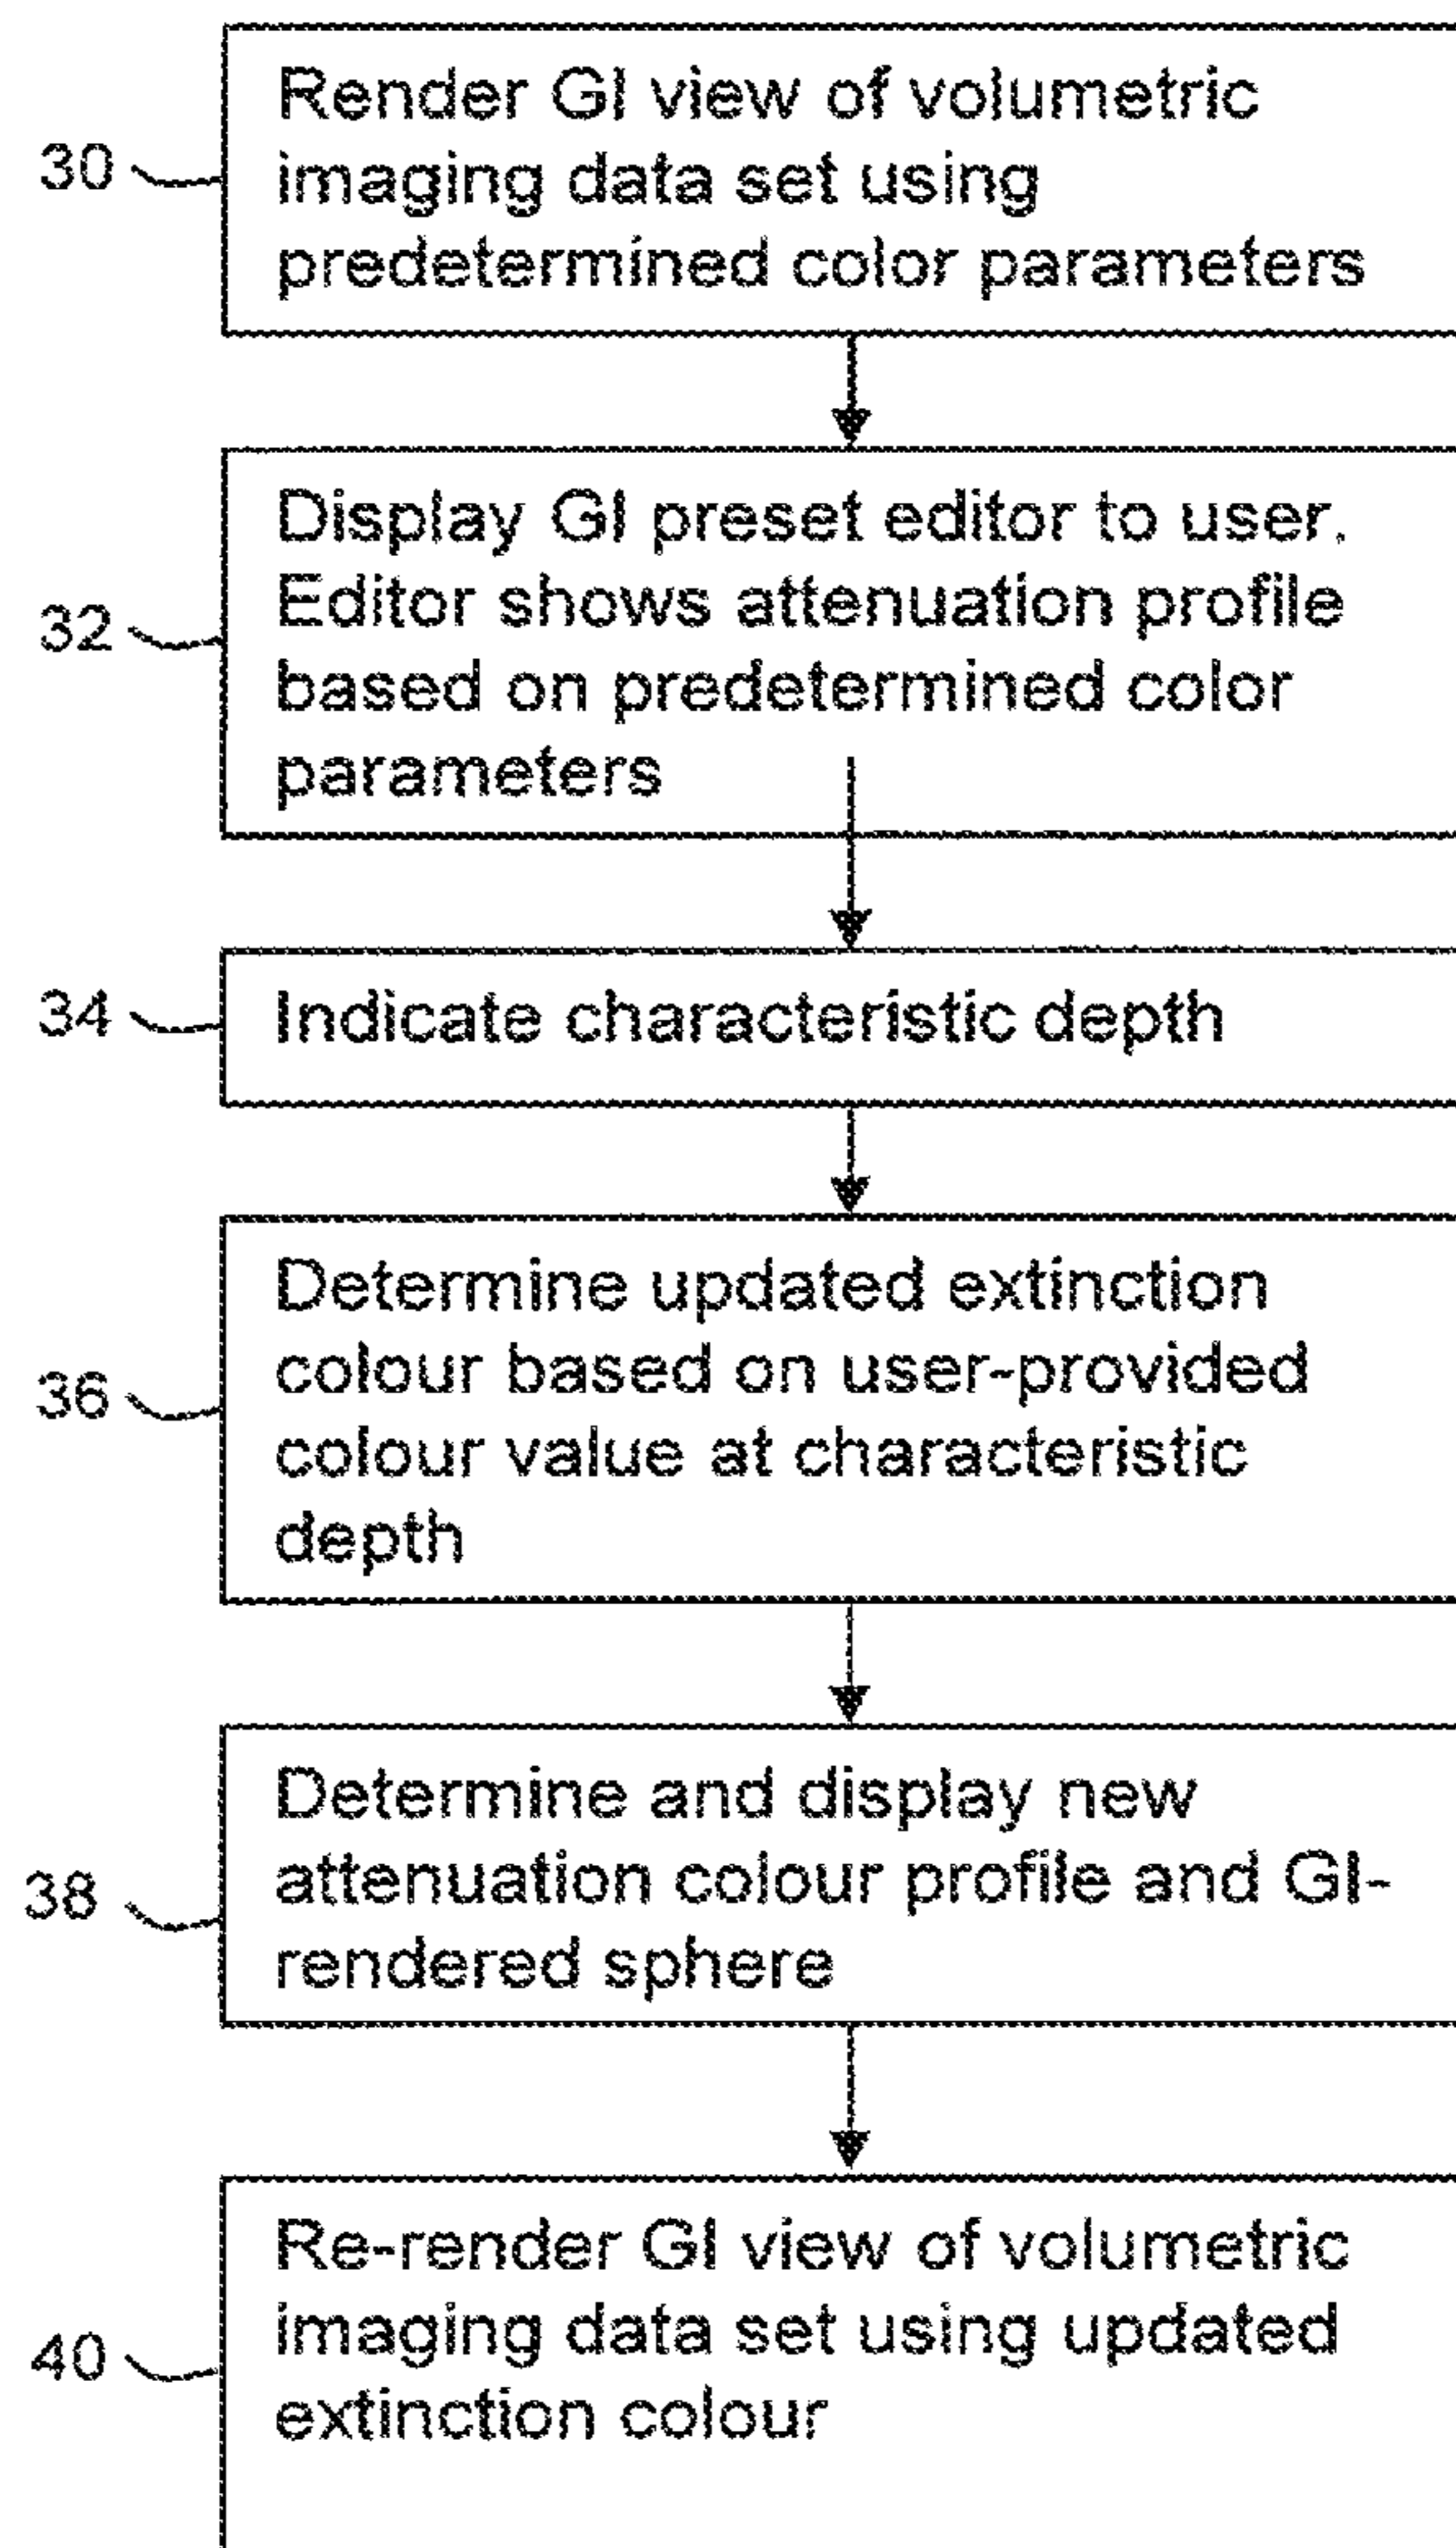 30
Render GI view of volumetric
imaging data set using
predetermined color parameters
32
Display GI preset editor to user.
Editor shows attenuation profile
based on predetermined color
parameters
34
Indicate characteristic depth
36
Determine updated extinction
colour based on user-provided
colour value at characteristic
depth
38
Determine and display new
attenuation colour profile and GI-
rendered sphere
40
Re-render GI view of volumetric
imaging data set using updated
extinction colour